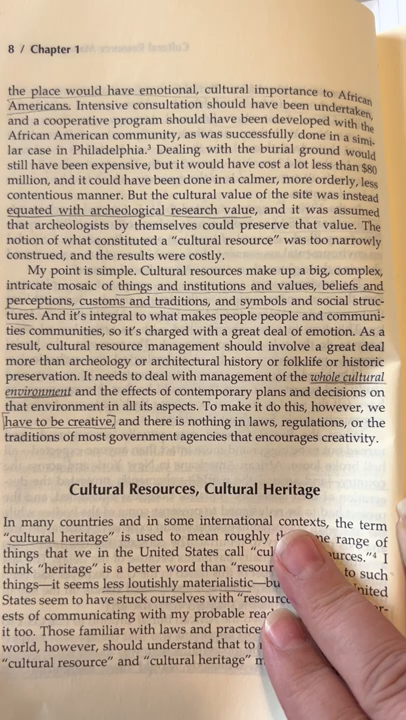 8 / Chapter 1
the place would have emotional, cultural importance to African
Americans. Intensive consultation should have been undertaken,
and a cooperative program should have been developed with the
African American community, as was successfully done in a simi-
lar case in Philadelphia.³ Dealing with the burial ground would
still have been expensive, but it would have cost a lot less than $80
million, and it could have been done in a calmer, more orderly, less
contentious manner. But the cultural value of the site was instead
equated with archeological research value, and it was assumed
that archeologists by themselves could preserve that value. The
notion of what constituted a "cultural resource" was too narrowly
construed, and the results were costly.
My point is simple. Cultural resources make up a big, complex,
intricate mosaic of things and institutions and values, beliefs and
perceptions, customs and traditions, and symbols and social struc-
tures. And it's integral to what makes people people and communi-
ties communities, so it's charged with a great deal of emotion. As a
result, cultural resource management should involve a great deal
more than archeology or architectural history or folklife or historic
preservation. It needs to deal with management of the whole cultural
environment and the effects of contemporary plans and decisions on
that environment in all its aspects. To make it do this, however, we
have to be creative, and there is nothing in laws, regulations, or the
traditions of most government agencies that encourages creativity.
Cultural Resources, Cultural Heritage
In many countries and in some international contexts, the term
"cultural heritage" is used to mean roughly range of
things that we in the United States call "4 I
think "heritage" is a better word than to such
things—it seems less loutishly materialistic—
States seem to have stuck ourselves with
ests of communicating with my probable
it too. Those familiar with laws and
world, however, should understand that to
"cultural resource" and "cultural heritage"